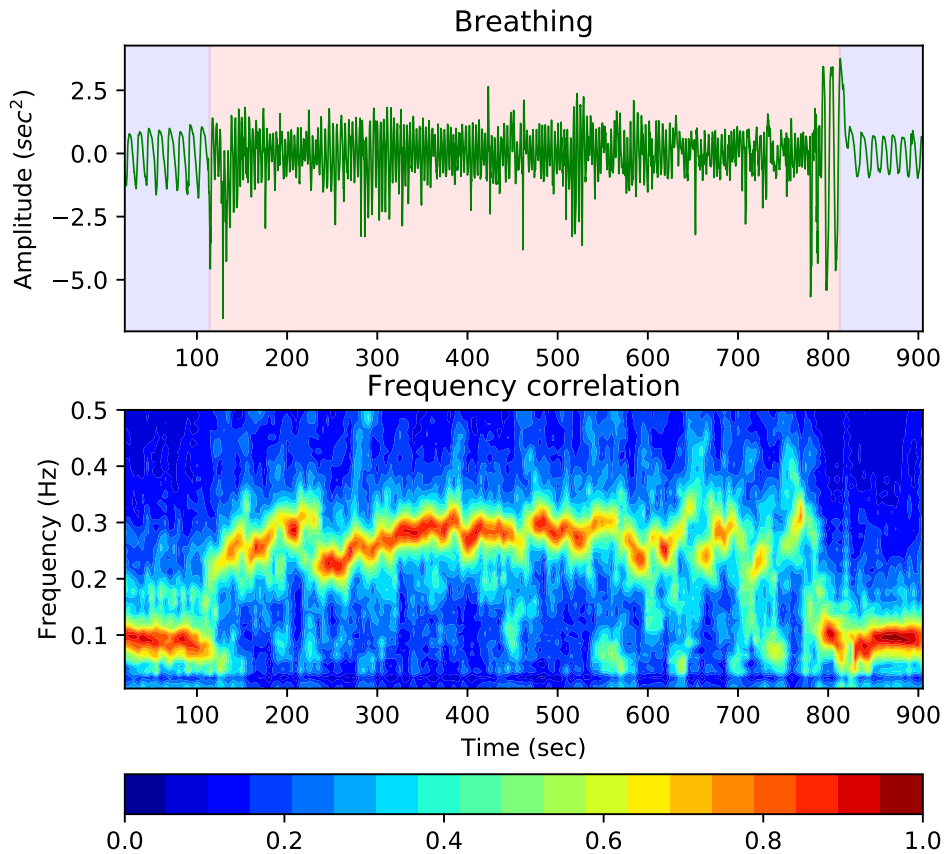 Breathing
Amplitude (sec²)
2.5
0.0
−2.5
−5.0
100 200 300 400 500 600 700 800 900
Frequency correlation
Frequency (Hz)
0.5
0.4
0.3
0.2
0.1
100 200 300 400 500 600 700 800 900
Time (sec)
0.0 0.2 0.4 0.6 0.8 1.0